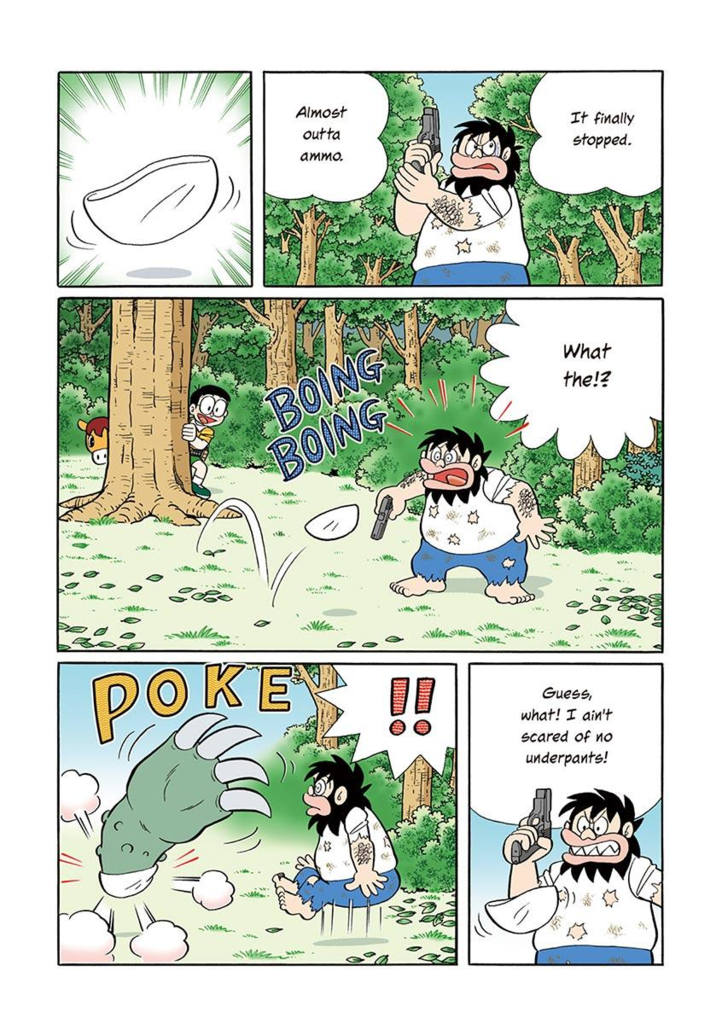 It finally
stopped.
Almost
outta
ammo.
What
the!?
BOING
BOING
Guess,
what! I ain't
scared of no
underpants!
!!
POKE